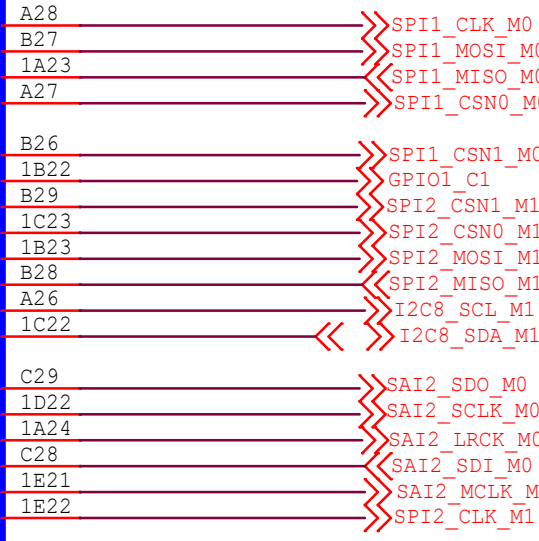 A28 SPI1_CLK_M0
B27 SPI1_MOSI_M0
1A23 SPI1_MISO_M0
A27 SPI1_CSN0_M0
B26 SPI1_CSN1_M0
1B22 GPIO1_C1
B29 SPI2_CSN1_M1
1C23 SPI2_CSN0_M1
1B23 SPI2_MOSI_M1
B28 SPI2_MISO_M1
A26 I2C8_SCL_M1
1C22 I2C8_SDA_M1
C29 SAI2_SDO_M0
1D22 SAI2_SCLK_M0
1A24 SAI2_LRCK_M0
C28 SAI2_SDI_M0
1E21 SAI2_MCLK_M
1E22 SPI2_CLK_M1